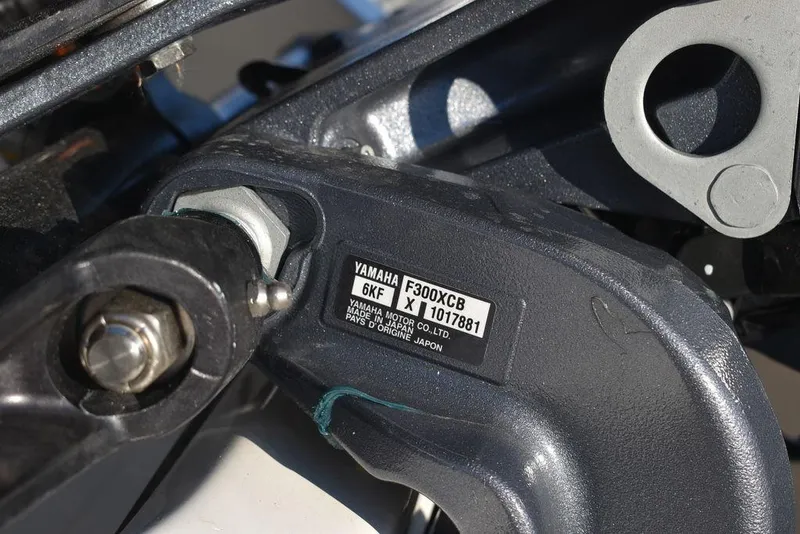 YAMAHA F300XCB
6KF X 1017881
YAMAHA MOTOR CO.,LTD.
MADE IN JAPAN
PAYS D'ORIGINE JAPON